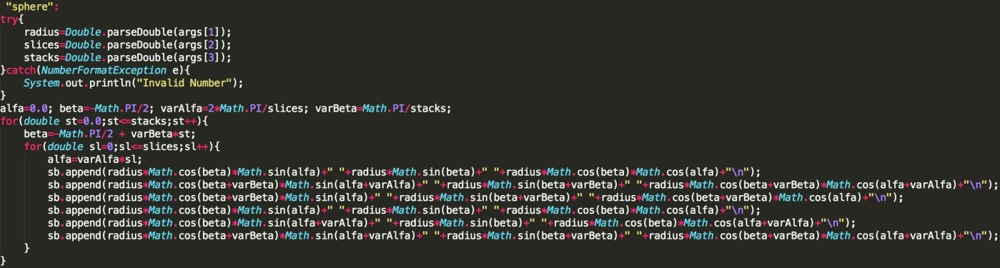 "sphere":
try{
    radius=Double.parseDouble(args[1]);
    slices=Double.parseDouble(args[2]);
    stacks=Double.parseDouble(args[3]);
}catch(NumberFormatException e){
    System.out.println("Invalid Number");
}
alfa=0.0; beta=-Math.PI/2; varAlfa=2*Math.PI/slices; varBeta=Math.PI/stacks;
for(double st=0.0;st<=stacks;st++){
    beta=-Math.PI/2 + varBeta*st;
    for(double sl=0;sl<=slices;sl++){
        alfa=varAlfa*sl;
        sb.append(radius*Math.cos(beta)*Math.sin(alfa)+" "+radius*Math.sin(beta)+" "+radius*Math.cos(beta)*Math.cos(alfa)+"\n");
        sb.append(radius*Math.cos(beta+varBeta)*Math.sin(alfa+varAlfa)+" "+radius*Math.sin(beta+varBeta)+" "+radius*Math.cos(beta+varBeta)*Math.cos(alfa+varAlfa)+"\n");
        sb.append(radius*Math.cos(beta+varBeta)*Math.sin(alfa)+" "+radius*Math.sin(beta+varBeta)+" "+radius*Math.cos(beta+varBeta)*Math.cos(alfa)+"\n");
        sb.append(radius*Math.cos(beta)*Math.sin(alfa)+" "+radius*Math.sin(beta)+" "+radius*Math.cos(beta)*Math.cos(alfa)+"\n");
        sb.append(radius*Math.cos(beta)*Math.sin(alfa+varAlfa)+" "+radius*Math.sin(beta)+" "+radius*Math.cos(beta)*Math.cos(alfa+varAlfa)+"\n");
        sb.append(radius*Math.cos(beta+varBeta)*Math.sin(alfa+varAlfa)+" "+radius*Math.sin(beta+varBeta)+" "+radius*Math.cos(beta+varBeta)*Math.cos(alfa+varAlfa)+"\n");
    }
}